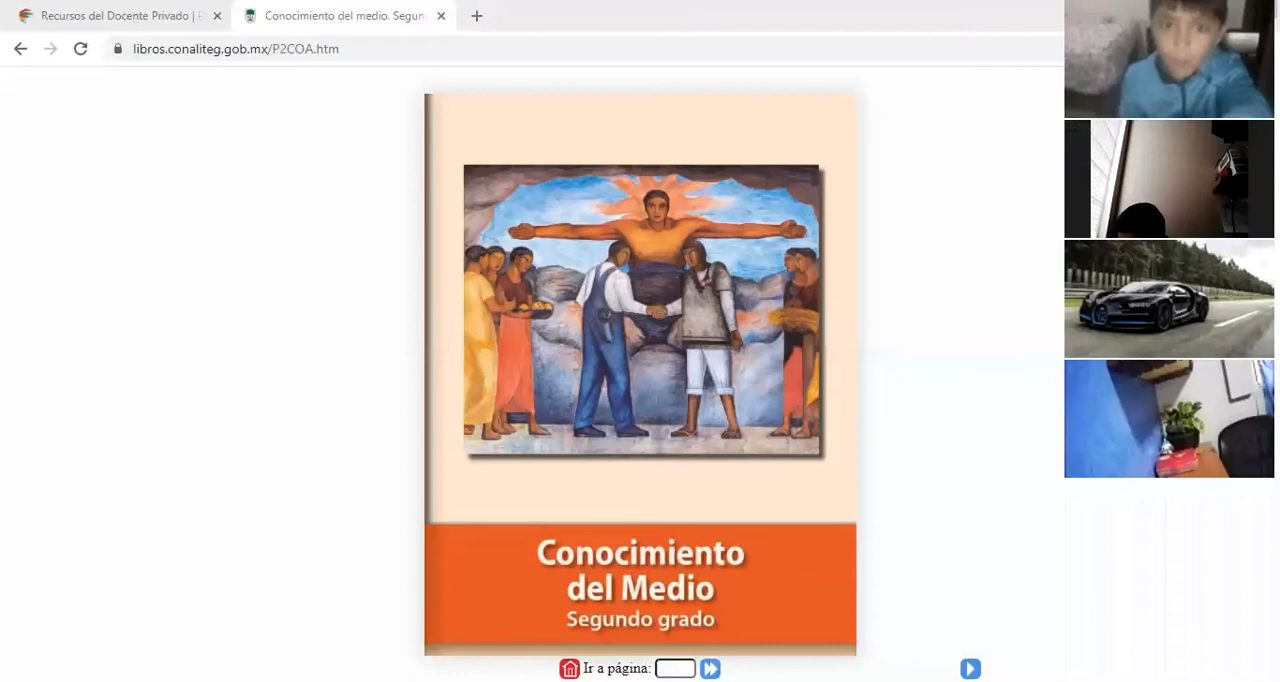 Recursos del Docente Privado |
Conocimiento del medio. Segun
libros.conaliteg.gob.mx/P2COA.htm
Conocimiento
del Medio
Segundo grado
Ir a página: